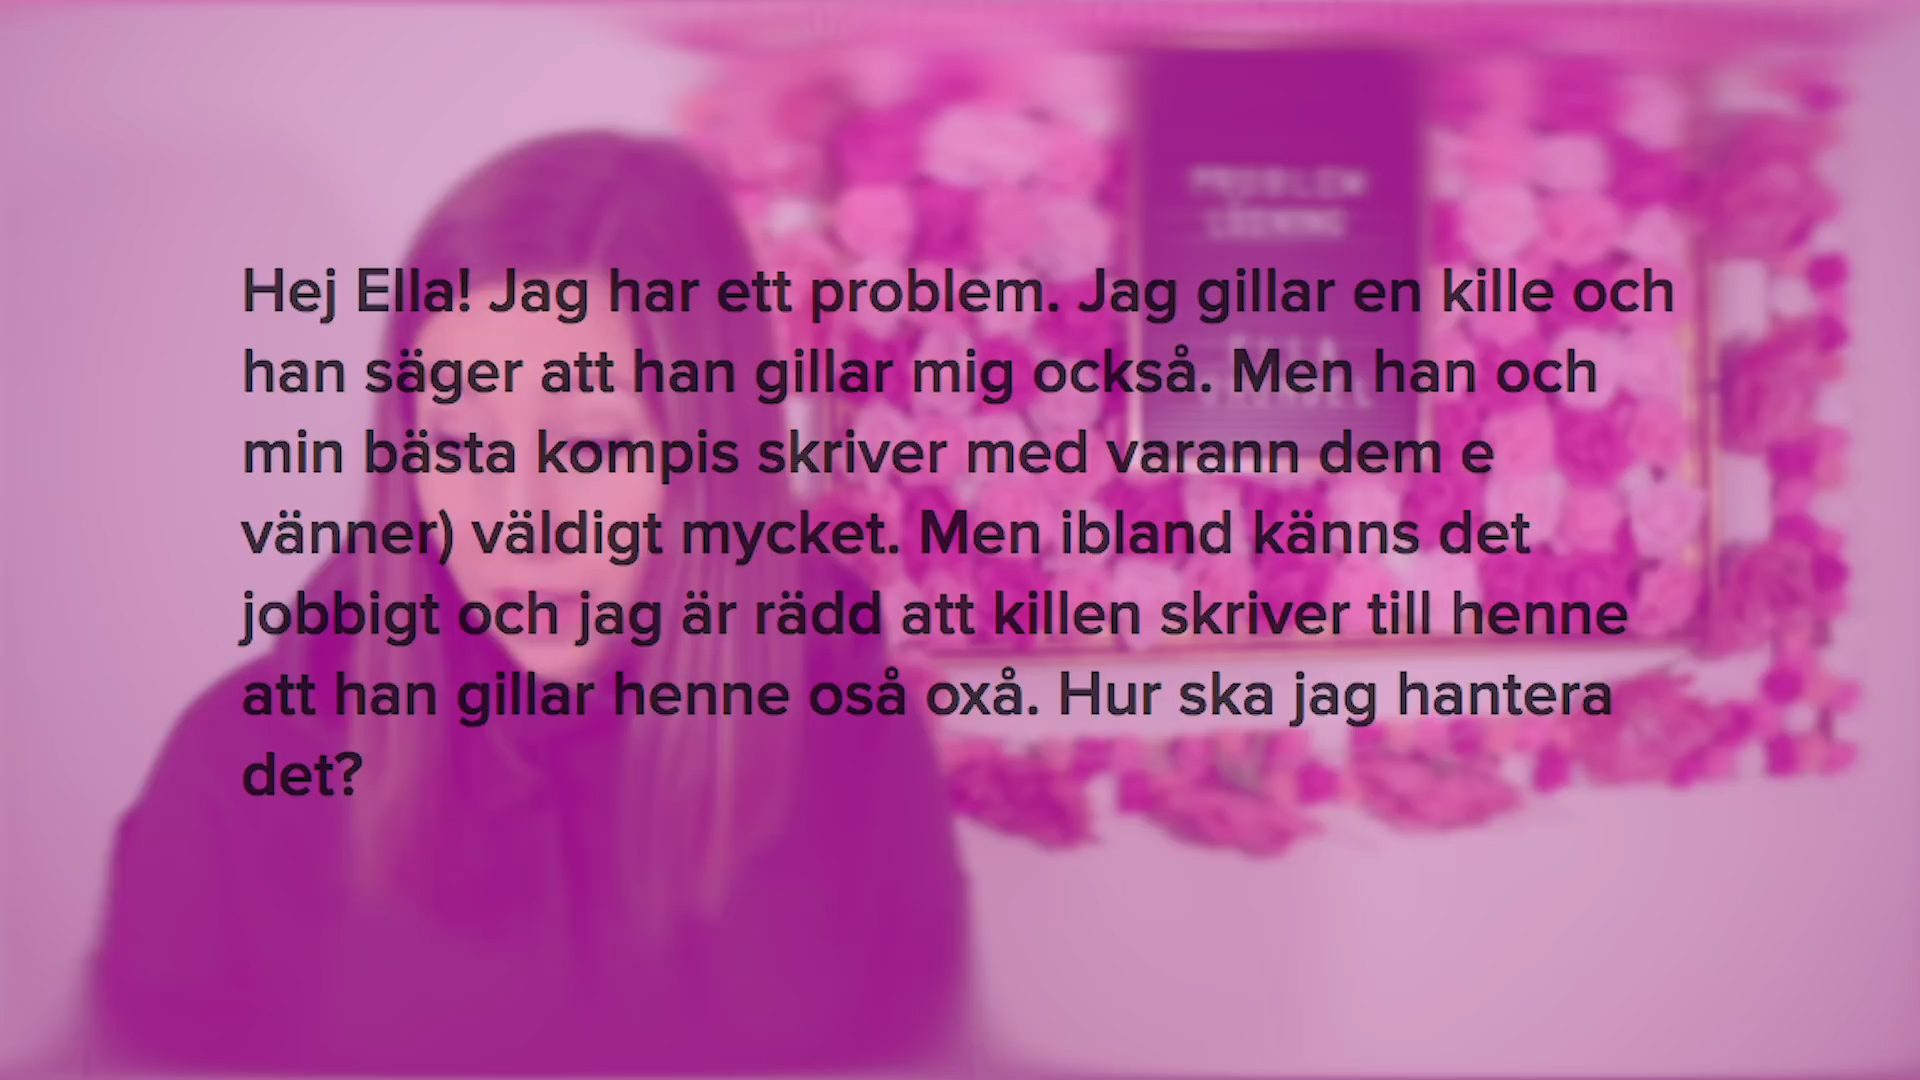 PROBLEM
LÖSNING
Hej Ella! Jag har ett problem. Jag gillar en kille och
han säger att han gillar mig också. Men han och
min bästa kompis skriver med varann dem e
vänner) väldigt mycket. Men ibland känns det
jobbigt och jag är rädd att killen skriver till henne
att han gillar henne oså oxå. Hur ska jag hantera
det?